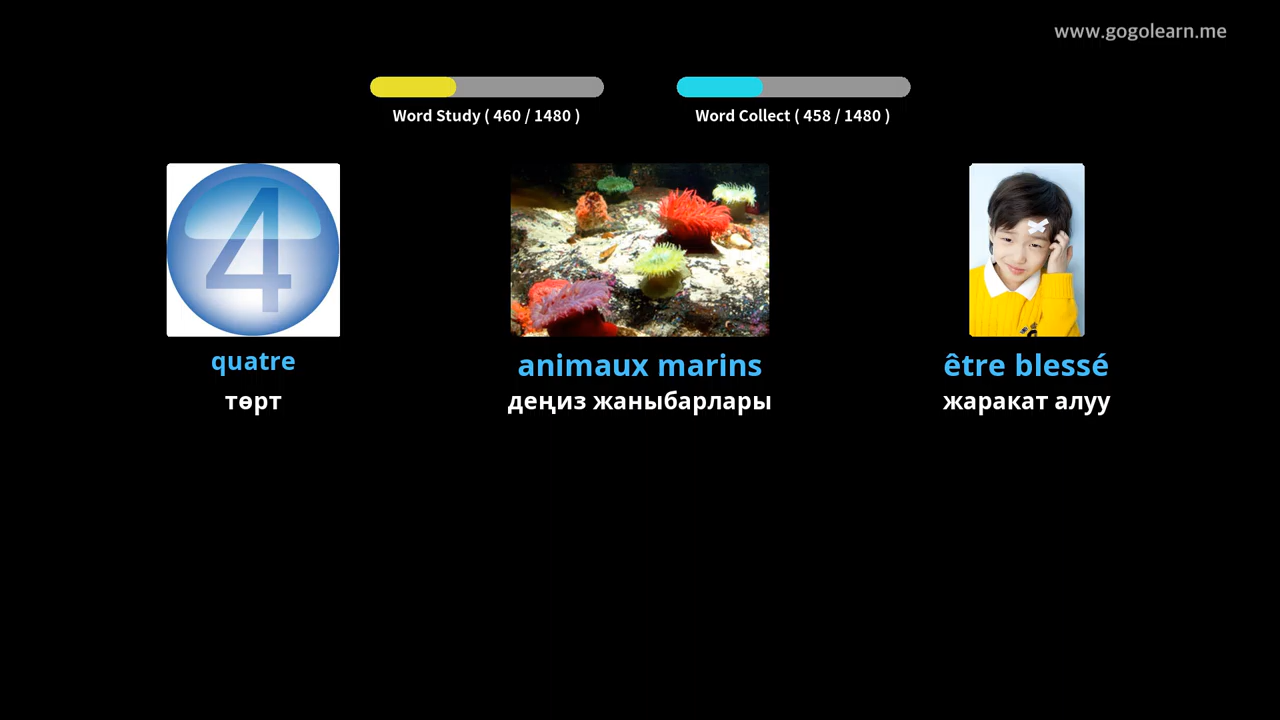 www.gogolearn.me
Word Study ( 460 / 1480 )
Word Collect ( 458 / 1480 )
4
quatre
төрт
animaux marins
деңиз жаныбарлары
être blessé
жаракат алуу